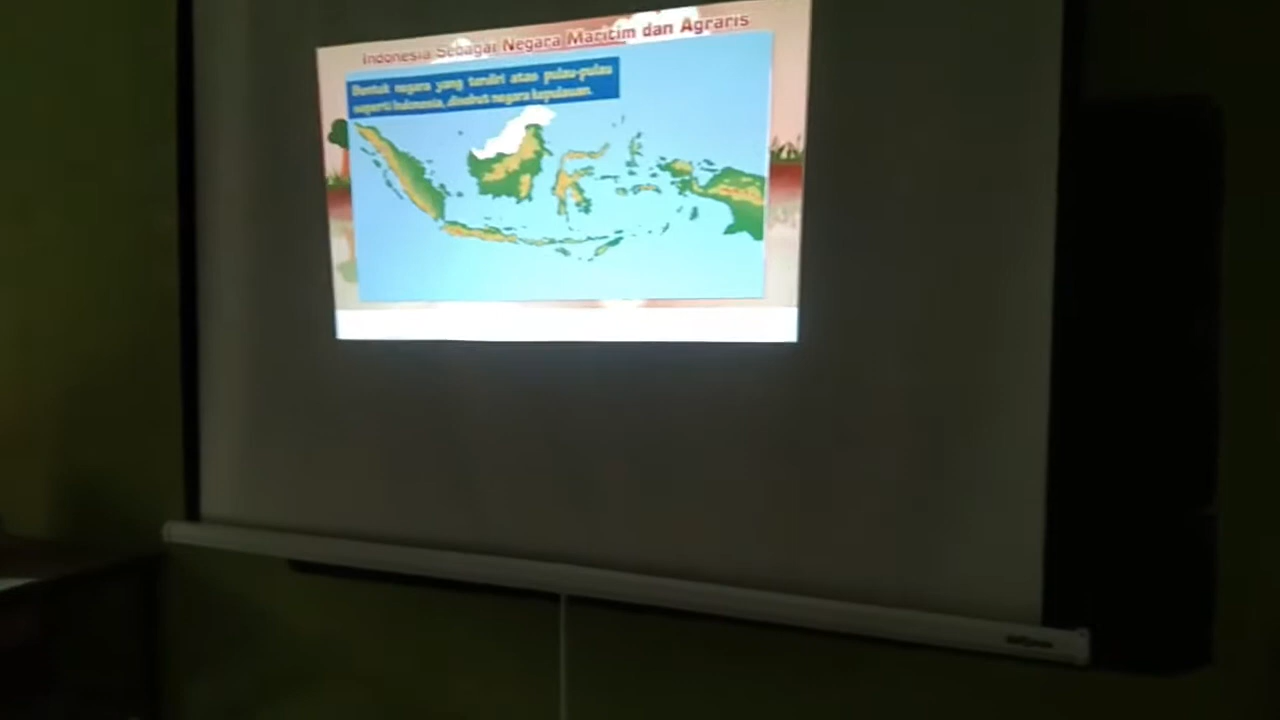 Indonesia Sebagai Negara Maritim dan Agraris
Bentuk negara yang terdiri atas pulau-pulau
seperti Indonesia, disebut negara kepulauan.